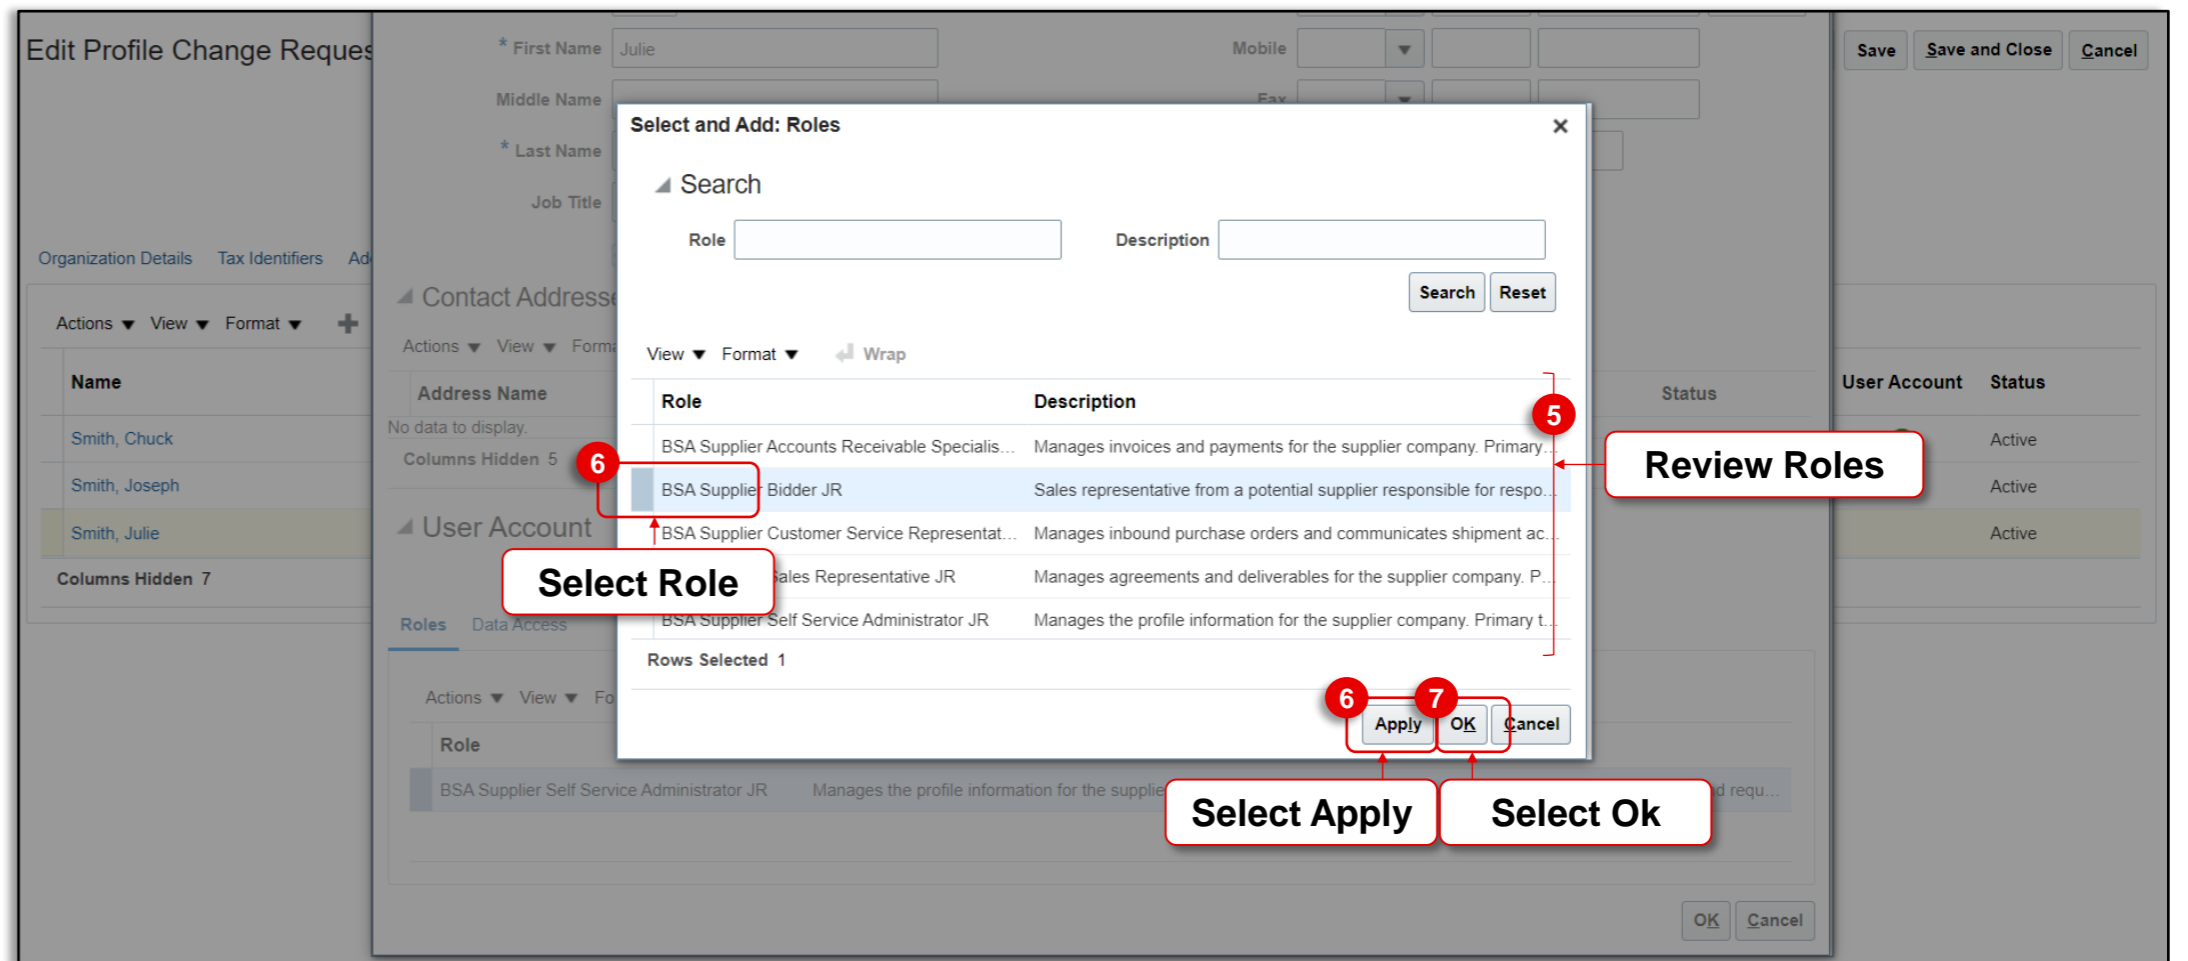 Edit Profile Change Reques
* First Name Julie
Mobile
Save Save and Close Cancel
Middle Name
Fax
* Last Name
Job Title
Select and Add: Roles
Search
Role
Description
Search Reset
View Format Wrap
Role Description
BSA Supplier Accounts Receivable Specialis... Manages invoices and payments for the supplier company. Primary...
BSA Supplier Bidder JR Sales representative from a potential supplier responsible for respo...
BSA Supplier Customer Service Representat... Manages inbound purchase orders and communicates shipment ac...
ales Representative JR Manages agreements and deliverables for the supplier company. P...
BSA Supplier Self Service Administrator JR Manages the profile information for the supplier company. Primary t...
Rows Selected 1
Apply OK Cancel
5
Review Roles
6
Select Role
6
Select Apply
7
Select Ok
Organization Details Tax Identifiers Ad
Actions View Format
Name
User Account Status
Smith, Chuck Active
Smith, Joseph Active
Smith, Julie Active
Columns Hidden 7
Contact Address
Actions View Form
Address Name Status
No data to display.
Columns Hidden 5
User Account
Roles Data Access
Actions View Fo
Role
BSA Supplier Self Service Administrator JR Manages the profile information for the supplie d requ...
OK Cancel